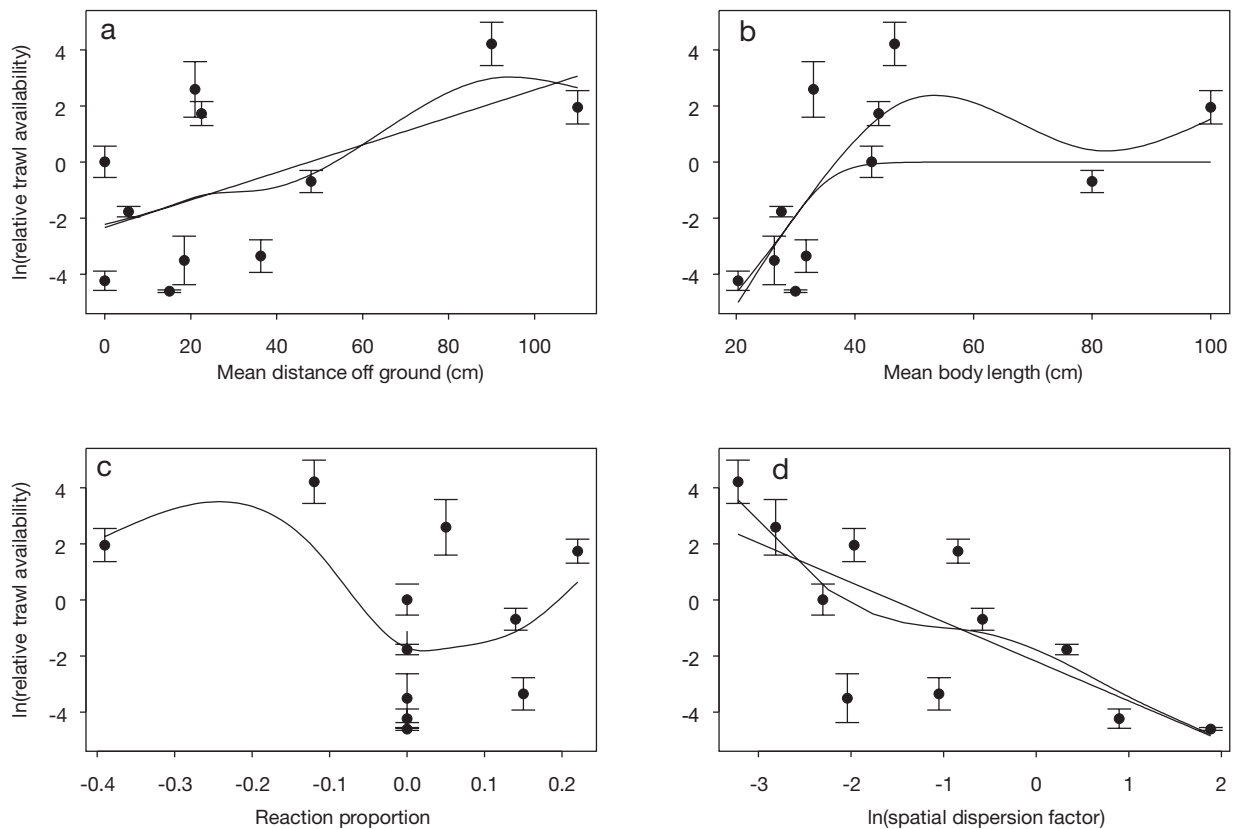 a
b
ln(relative trawl availability)
4
2
0
-2
-4
4
2
0
-2
-4
0 20 40 60 80 100
20 40 60 80 100
Mean distance off ground (cm)
Mean body length (cm)
c
d
ln(relative trawl availability)
4
2
0
-2
-4
4
2
0
-2
-4
-0.4 -0.3 -0.2 -0.1 0.0 0.1 0.2
-3 -2 -1 0 1 2
Reaction proportion
ln(spatial dispersion factor)